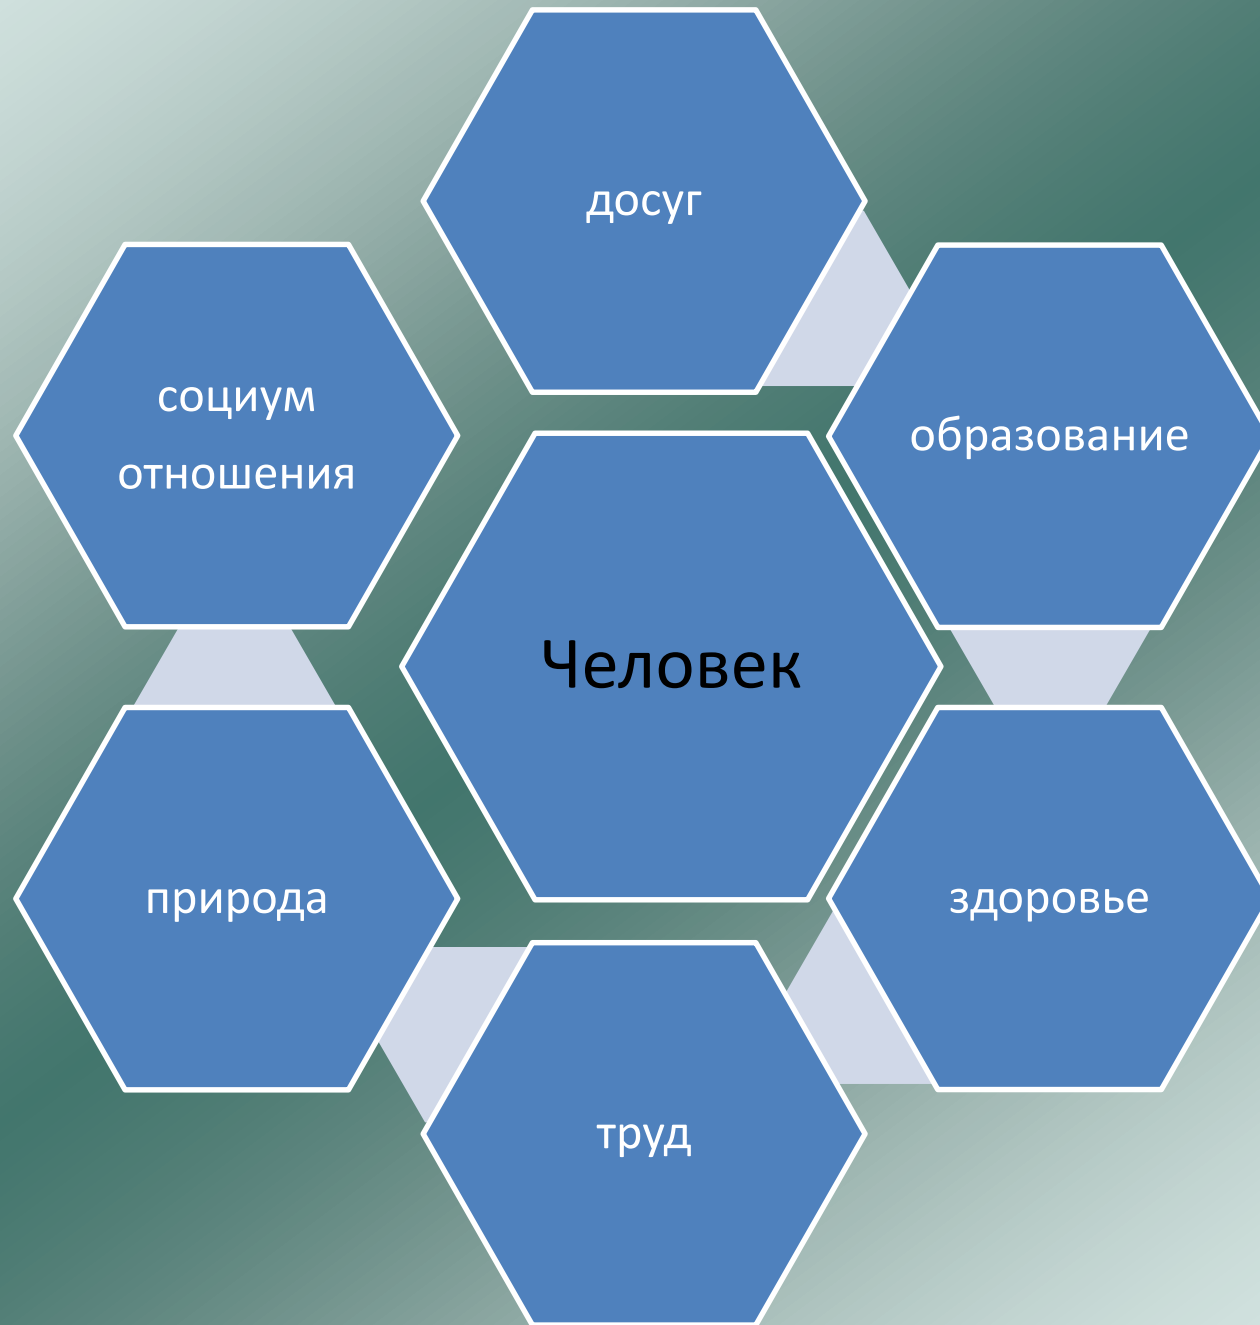 досуг
социум
отношения
образование
Человек
природа
здоровье
труд